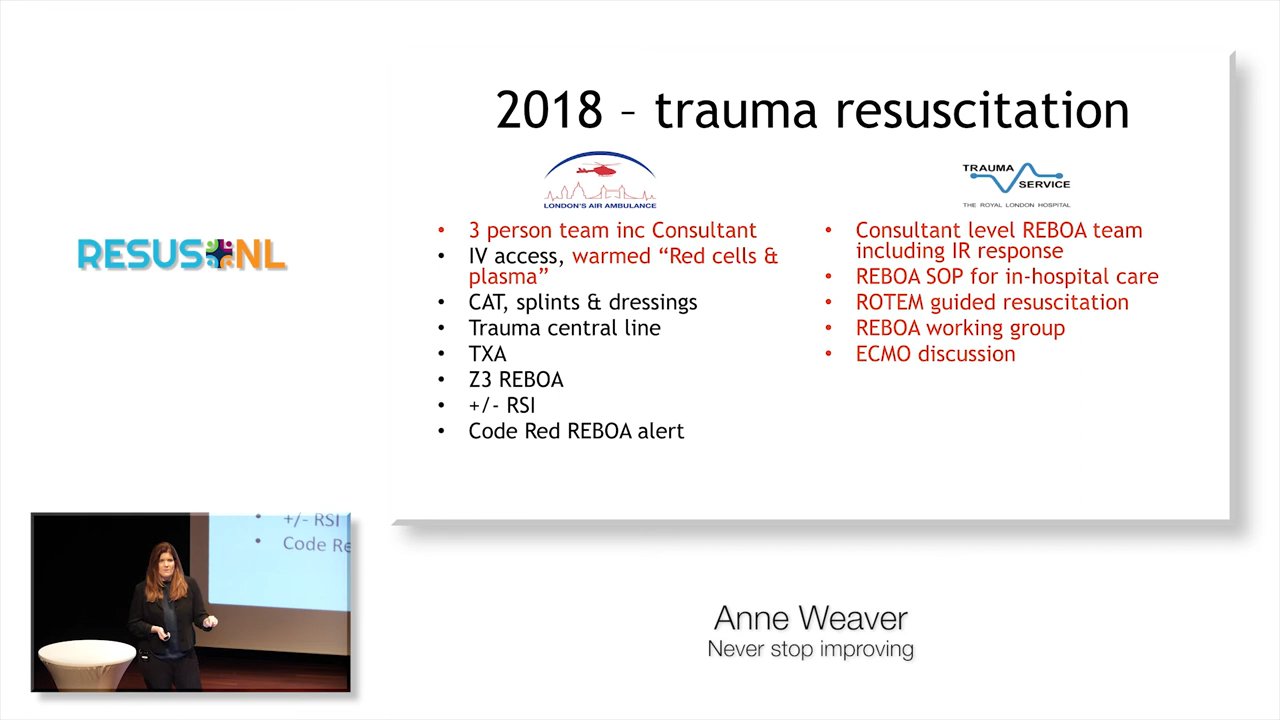 2018 – trauma resuscitation
LONDON'S AIR AMBULANCE
TRAUMA
SERVICE
THE ROYAL LONDON HOSPITAL
• 3 person team inc Consultant
• IV access, warmed “Red cells &
plasma”
• CAT, splints & dressings
• Trauma central line
• TXA
• Z3 REBOA
• +/- RSI
• Code Red REBOA alert
• Consultant level REBOA team
including IR response
• REBOA SOP for in-hospital care
• ROTEM guided resuscitation
• REBOA working group
• ECMO discussion
RESUS NL
• +/- RSI
• Code Re
Anne Weaver
Never stop improving